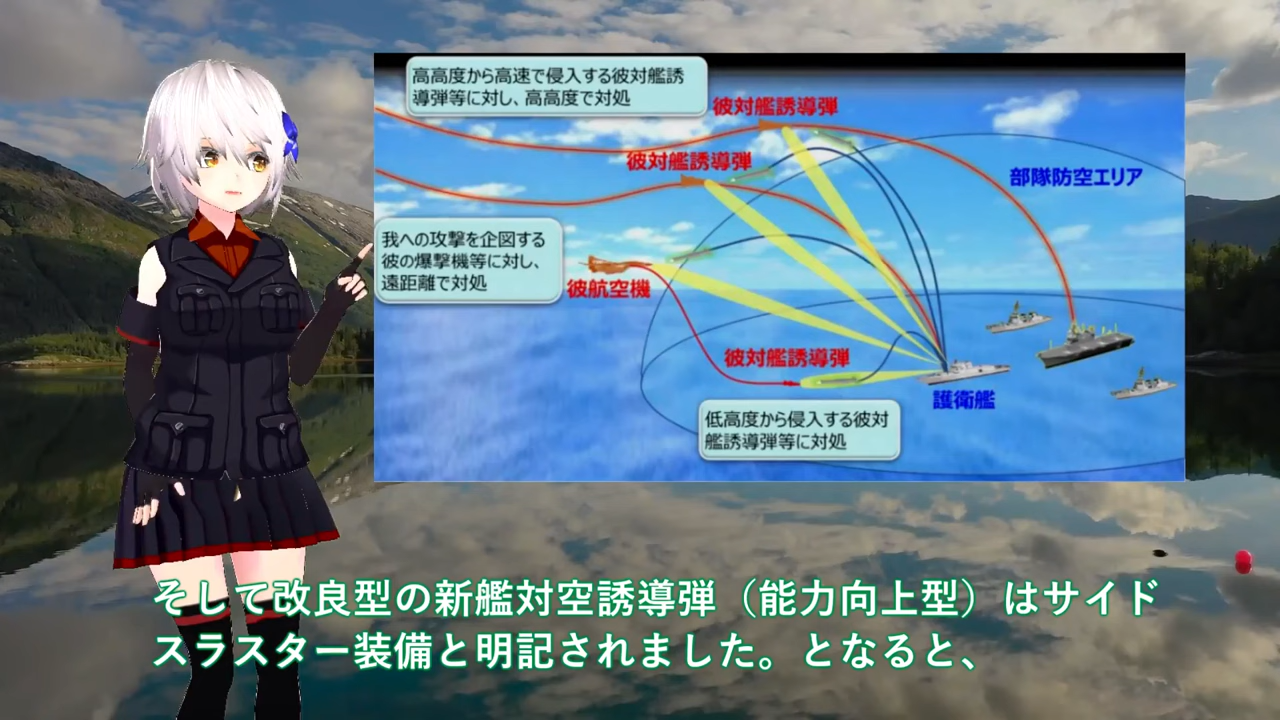 高高度から高速で侵入する彼対艦誘
導弾等に対し、高高度で対処
彼対艦誘導弾
彼対艦誘導弾
部隊防空エリア
我への攻撃を企図する
彼の爆撃機等に対し、
遠距離で対処
彼航空機
彼対艦誘導弾
護衛艦
低高度から侵入する彼対
艦誘導弾等に対処
そして改良型の新艦対空誘導弾（能力向上型）はサイド
スラスター装備と明記されました。となると、